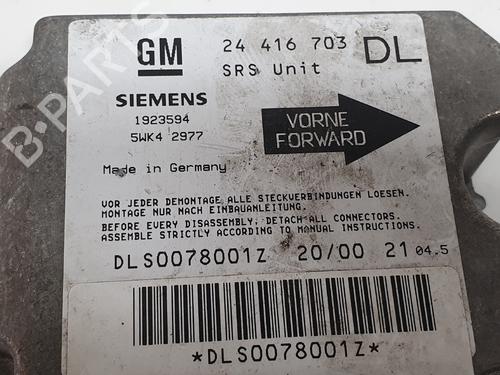 GM 24 416 703 DL
SRS Unit
SIEMENS
1923594
5WK4 2977
VORNE
FORWARD
Made in Germany
VOR JEDER DEMONTAGE ALLE STECKVERBINDUNGEN LOESEN.
MONTAGE NUR NACH EINBAUANLEITUNG.
BEFORE EVERY DISASSEMBLY, DETACH ALL CONNECTORS.
ASSEMBLE STRICTLY ACCORDING TO MANUAL INSTRUCTIONS.
DLS0078001Z 20/00 21 04.5
*DLS0078001Z*
B-PARTS